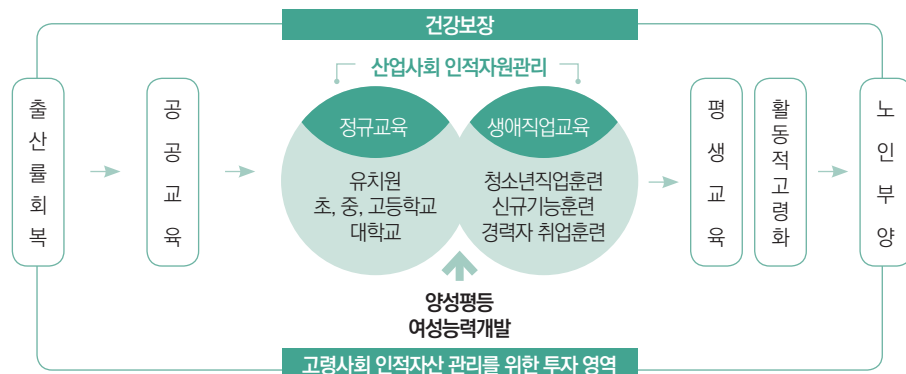 건강보장
산업사회 인적자원관리
출산률회복
공공교육
정규교육
유치원
초, 중, 고등학교
대학교
생애직업교육
청소년직업훈련
신규기능훈련
경력자 취업훈련
평생교육
활동적고령화
노인부양
양성평등
여성능력개발
고령사회 인적자산 관리를 위한 투자 영역